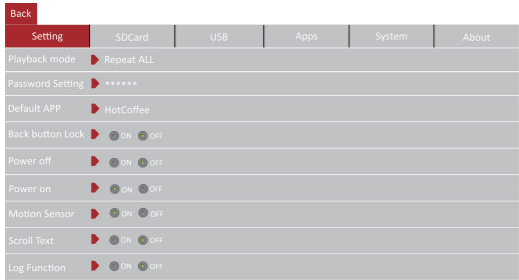 Back
Setting SDCard USB Apps System About
Playback mode Repeat ALL
Password Setting ******
Default APP HotCoffee
Back button Lock ON OFF
Power off ON OFF
Power on ON OFF
Motion Sensor ON OFF
Scroll Text ON OFF
Log Function ON OFF